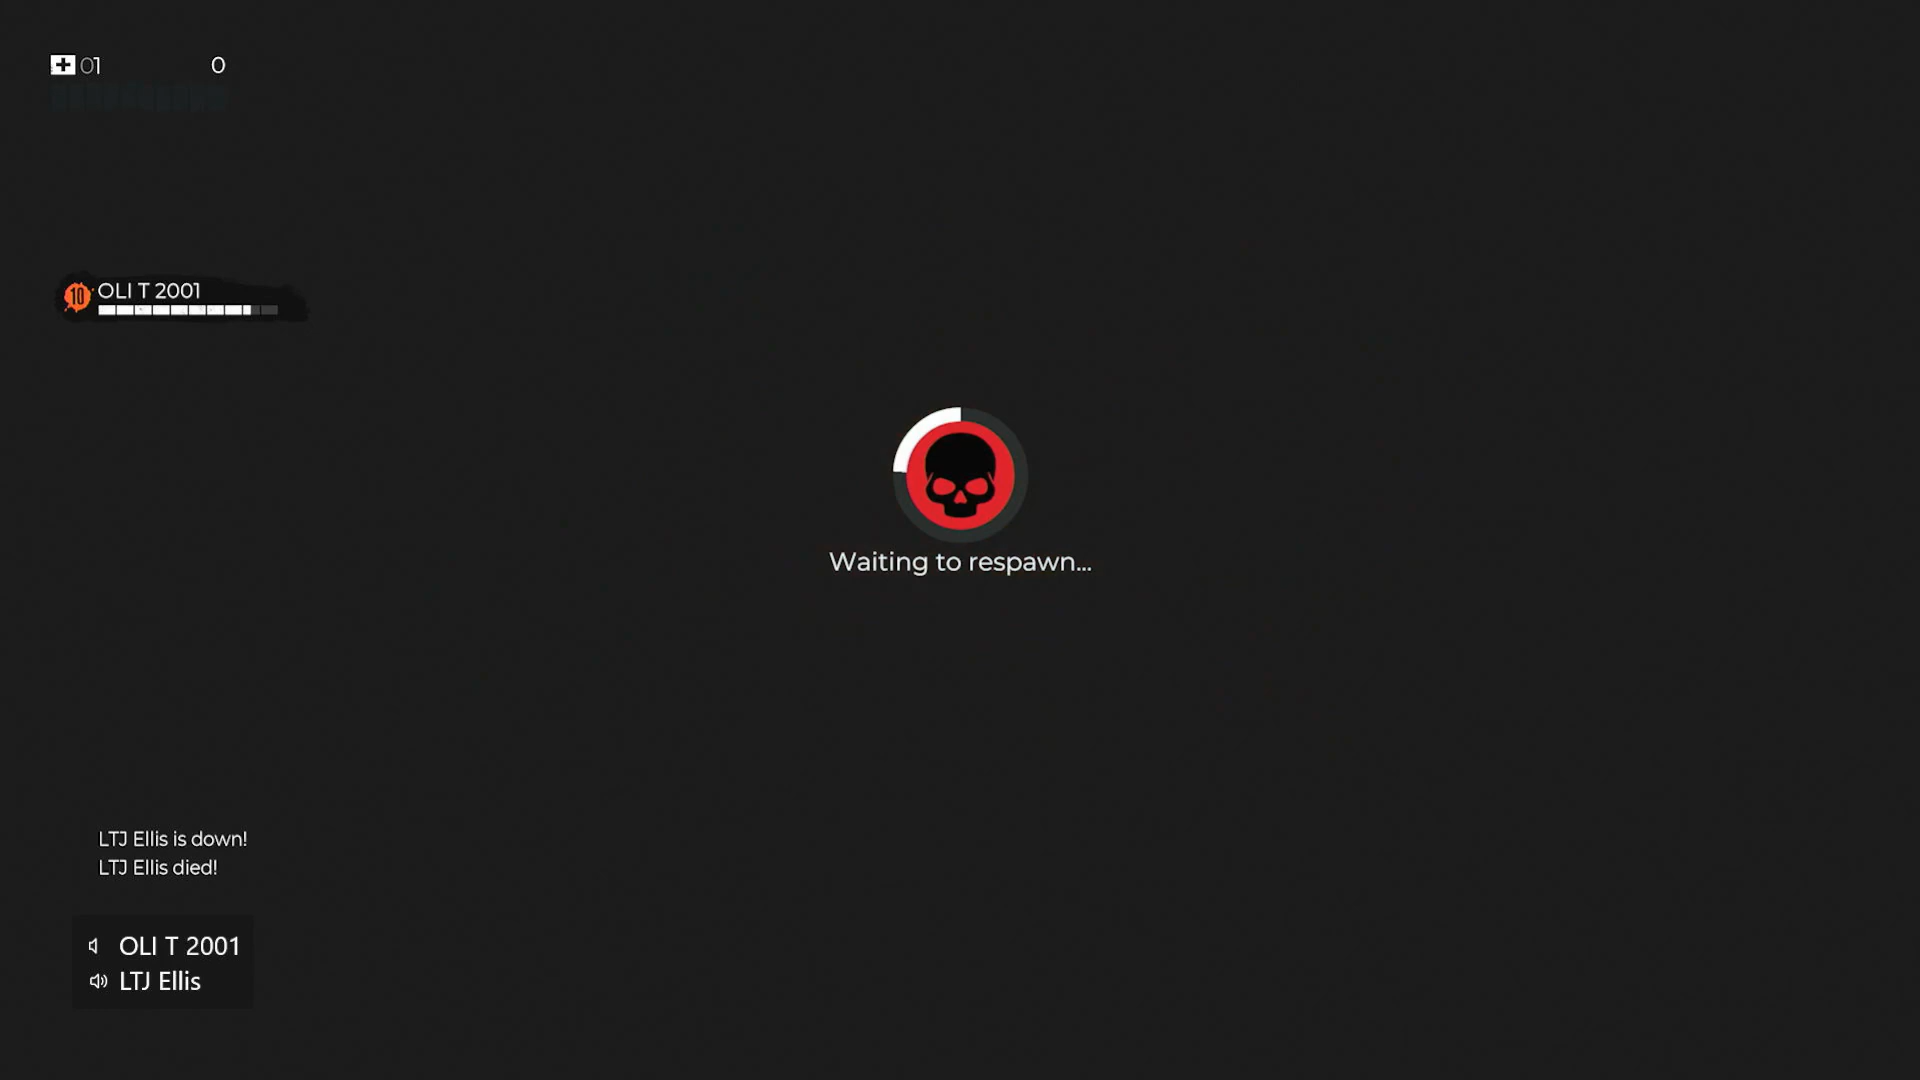 01 0
10 OLI T 2001
Waiting to respawn...
LTJ Ellis is down!
LTJ Ellis died!
OLI T 2001
LTJ Ellis